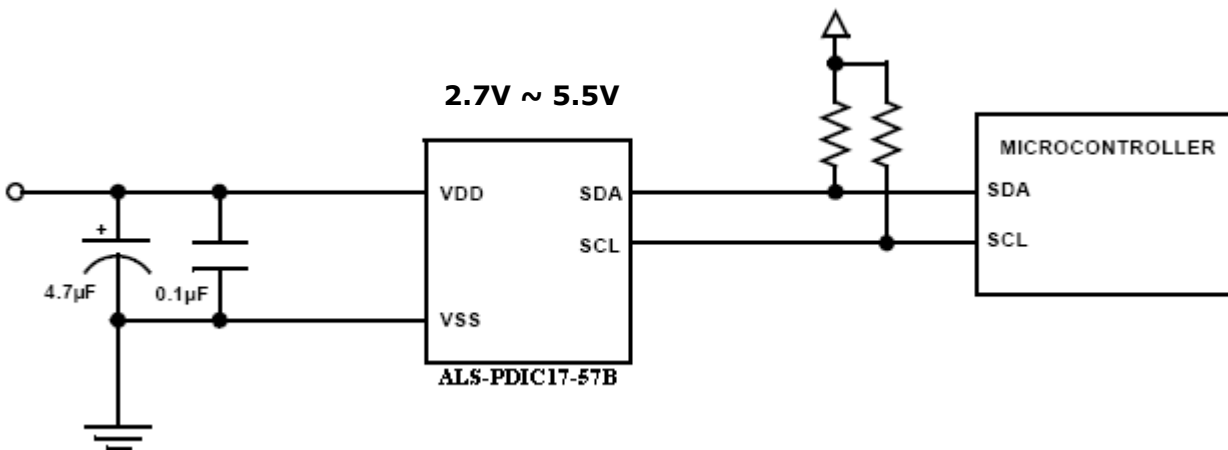 2.7V ~ 5.5V
MICROCONTROLLER
VDD
SDA
SDA
+
SCL
SCL
4.7µF
0.1µF
VSS
ALS-PDIC17-57B